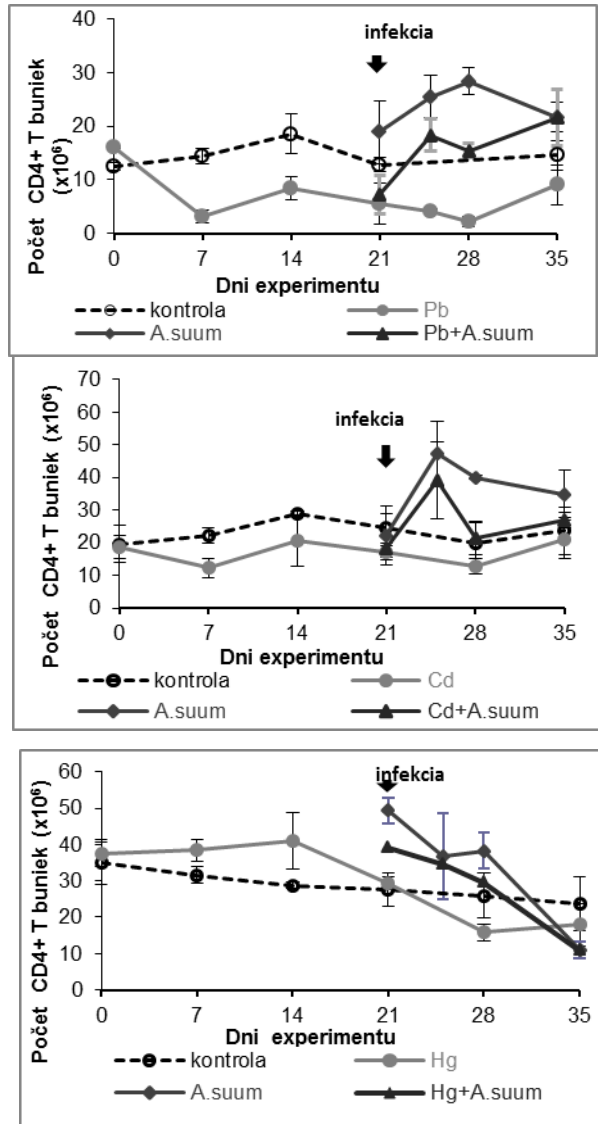 infekcia
Počet CD4+ T buniek
(x10⁶)
40
30
20
10
0
0 7 14 21 28 35
Dni experimentu
kontrola Pb
A.suum Pb+A.suum
infekcia
Počet CD4+ T buniek (x10⁶)
70
60
50
40
30
20
10
0
0 7 14 21 28 35
Dni experimentu
kontrola Cd
A.suum Cd+A.suum
infekcia
Počet CD4+ T buniek (x10⁶)
60
50
40
30
20
10
0
0 7 14 21 28 35
Dni experimentu
kontrola Hg
A.suum Hg+A.suum